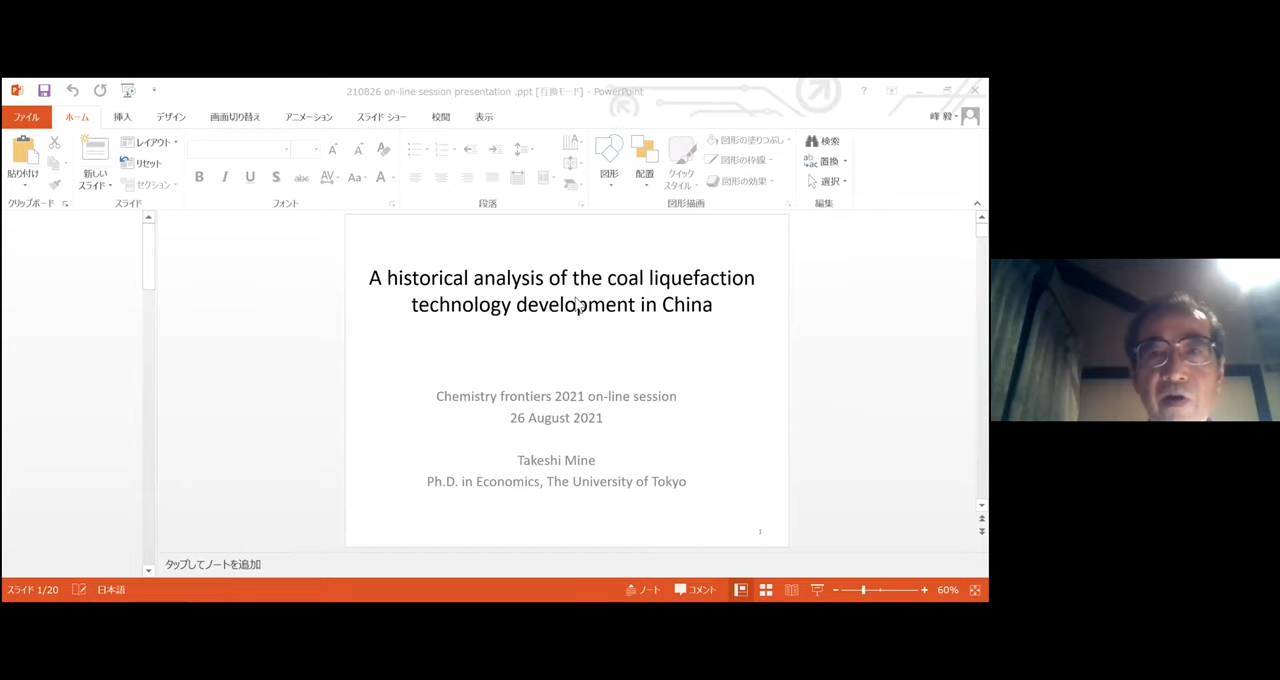 210826 on-line session presentation .ppt [互換モード] - PowerPoint
ファイル ホーム 挿入 デザイン 画面切り替え アニメーション スライド ショー 校閲 表示 峰 毅
貼り付け
クリップボード
新しい
スライド
レイアウト
リセット
セクション
スライド
B I U S abc AV Aa A
フォント
段落
図形
配置
クイック
スタイル
図形の塗りつぶし
図形の枠線
図形の効果
図形描画
検索
置換
選択
編集
A historical analysis of the coal liquefaction
technology development in China
Chemistry frontiers 2021 on-line session
26 August 2021
Takeshi Mine
Ph.D. in Economics, The University of Tokyo
1
タップしてノートを追加
スライド 1/20 日本語 ノート コメント 60%